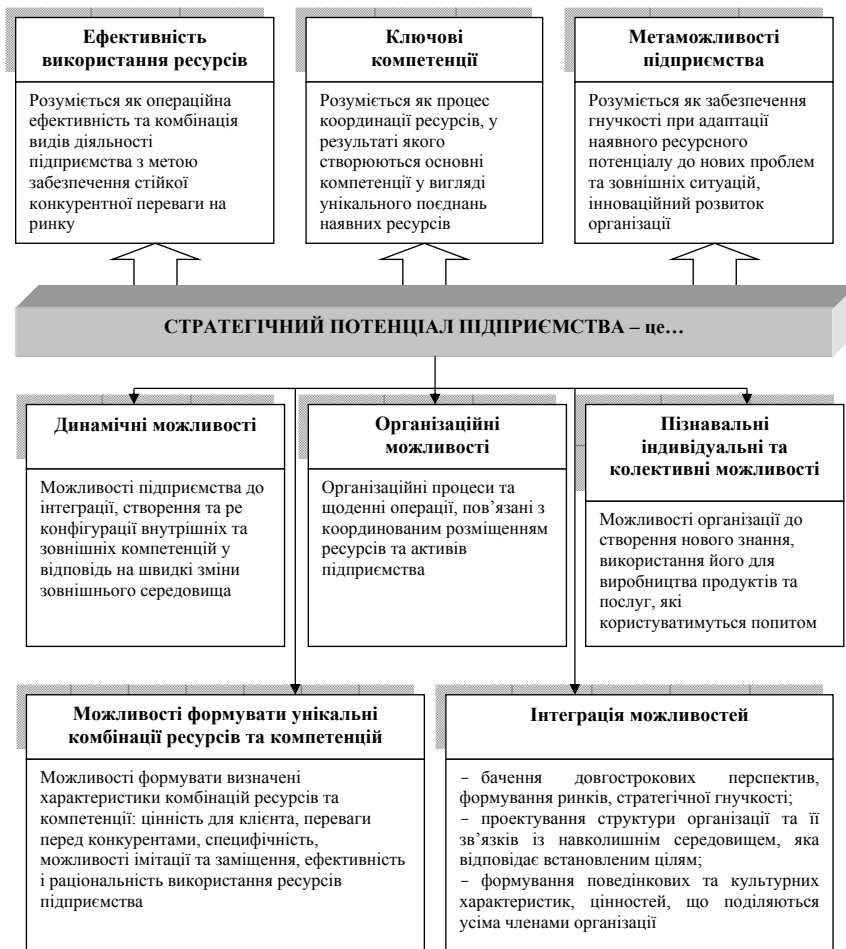 Ефективність
використання ресурсів
Розуміється як операційна
ефективність та комбінація
видів діяльності
підприємства з метою
забезпечення стійкої
конкурентної переваги на
ринку
Ключові
компетенції
Розуміється як процес
координації ресурсів, у
результаті якого
створюються основні
компетенції у вигляді
унікального поєднань
наявних ресурсів
Метаможливості
підприємства
Розуміється як забезпечення
гнучкості при адаптації
наявного ресурсного
потенціалу до нових проблем
та зовнішніх ситуацій,
інноваційний розвиток
організації
СТРАТЕГІЧНИЙ ПОТЕНЦІАЛ ПІДПРИЄМСТВА – це…
Динамічні можливості
Можливості підприємства до
інтеграції, створення та ре
конфігурації внутрішніх та
зовнішніх компетенцій у
відповідь на швидкі зміни
зовнішнього середовища
Організаційні
можливості
Організаційні процеси та
щоденні операції, пов’язані з
координованим розміщенням
ресурсів та активів
підприємства
Пізнавальні
індивідуальні та
колективні можливості
Можливості організації до
створення нового знання,
використання його для
виробництва продуктів та
послуг, які
користуватимуться попитом
Можливості формувати унікальні
комбінації ресурсів та компетенцій
Можливості формувати визначені
характеристики комбінацій ресурсів та
компетенції: цінність для клієнта, переваги
перед конкурентами, специфічність,
можливості імітації та заміщення, ефективність
і раціональність використання ресурсів
підприємства
Інтеграція можливостей
− бачення довгострокових перспектив,
формування ринків, стратегічної гнучкості;
− проектування структури організації та її
зв’язків із навколишнім середовищем, яка
відповідає встановленим цілям;
− формування поведінкових та культурних
характеристик, цінностей, що поділяються
усіма членами організації